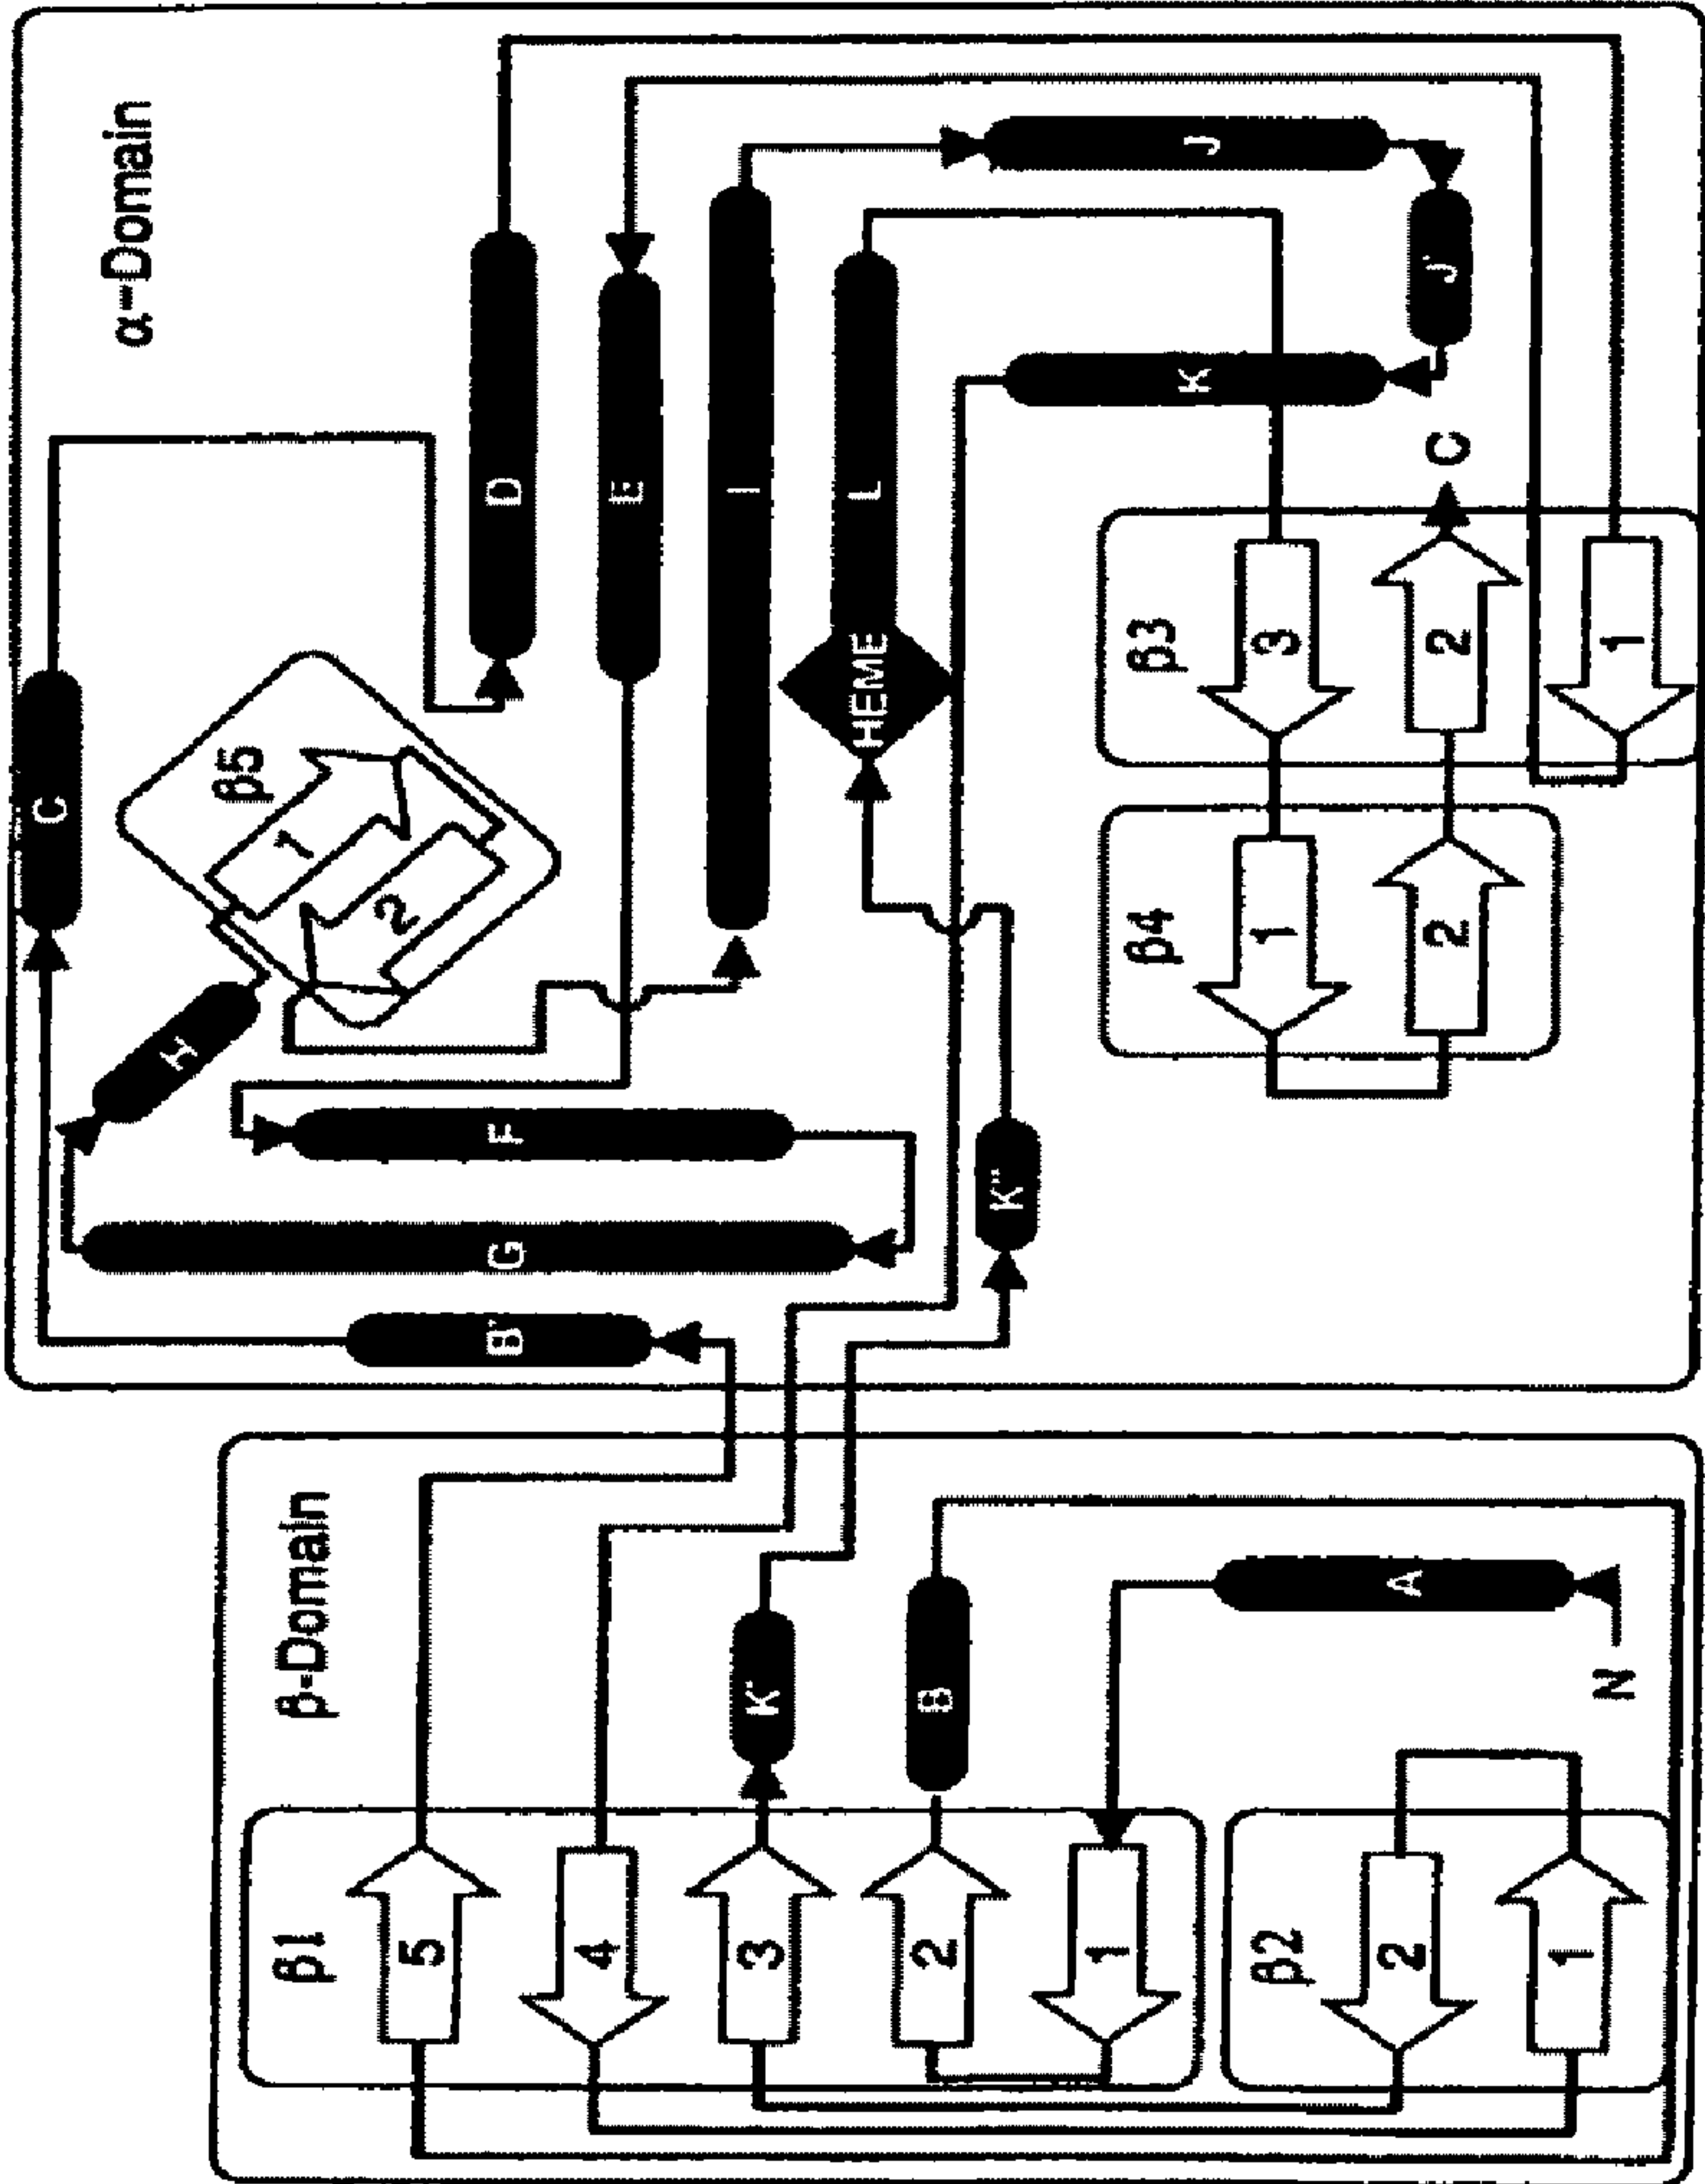 α-Domain
C
D
β5
1
2
E
H
I
J
F
L
HEME
J'
G
K
C
B'
β3
3
2
1
β4
1
2
K"
β-Domain
β1
5
4
3
2
1
K'
B
A
N
β2
2
1